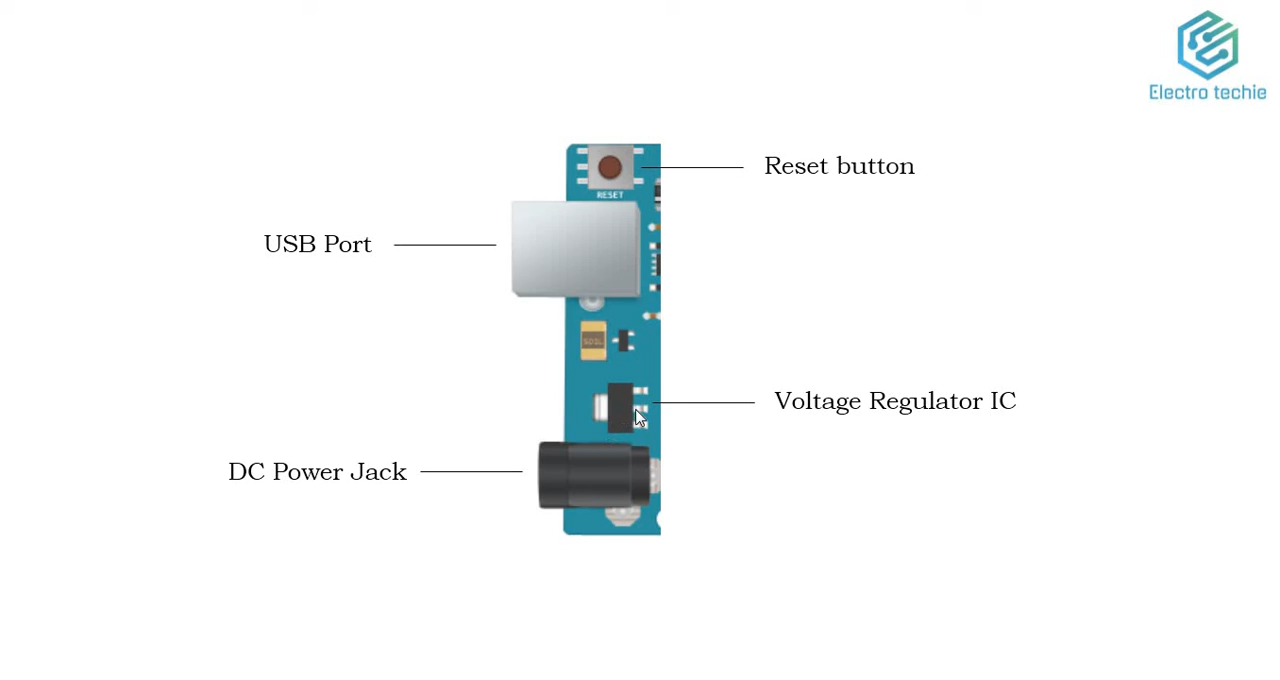 Electro techie
Reset button
RESET
USB Port
Voltage Regulator IC
DC Power Jack